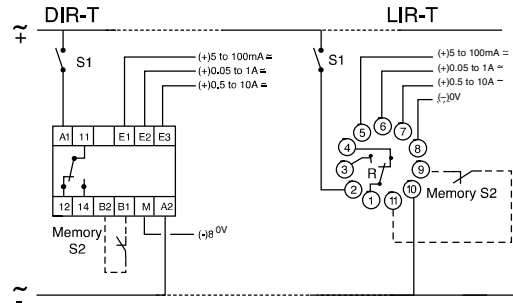 DIR-T
LIR-T
≂
+
S1
(+)5 to 100mA ≂
(+)0.05 to 1A ≂
(+)0.5 to 10A ≂
A1 11 E1 E2 E3
12 14 B2 B1 M A2
Memory
S2
(-)8 0V
S1
(+)5 to 100mA ≂
(+)0.05 to 1A ≂
(+)0.5 to 10A ≂
(-)0V
5 6 7 8
4
3 R 9
2 1 11 10
Memory S2
≂
-